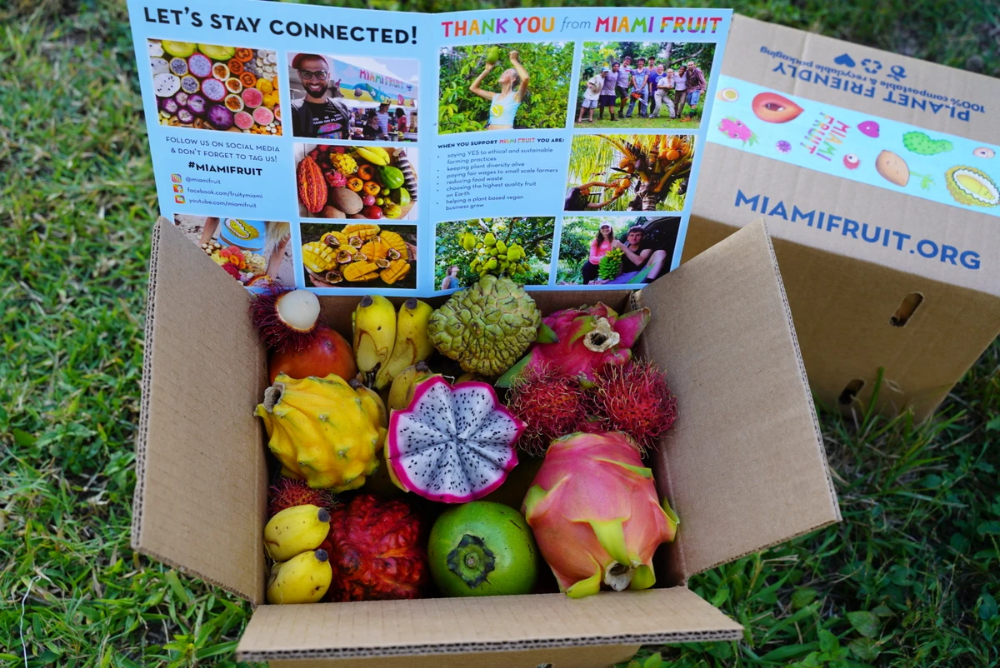 LET'S STAY CONNECTED!
FOLLOW US ON SOCIAL MEDIA
& DON'T FORGET TO TAG US!
#MIAMIFRUIT
@miamifruit
facebook.com/fruitymiami
youtube.com/miamifruit
MIAMI FRUIT
THANK YOU from MIAMI FRUIT
WHEN YOU SUPPORT MIAMI FRUIT YOU ARE:
• saying YES to ethical and sustainable
farming practices
• keeping plant diversity alive
• paying fair wages to small scale farmers
• reducing food waste
• choosing the highest quality fruit
on Earth
• helping a plant based vegan
business grow
PLANET FRIENDLY
100% compostable & recyclable packaging
MIAMI
FRUIT
MIAMIFRUIT.ORG